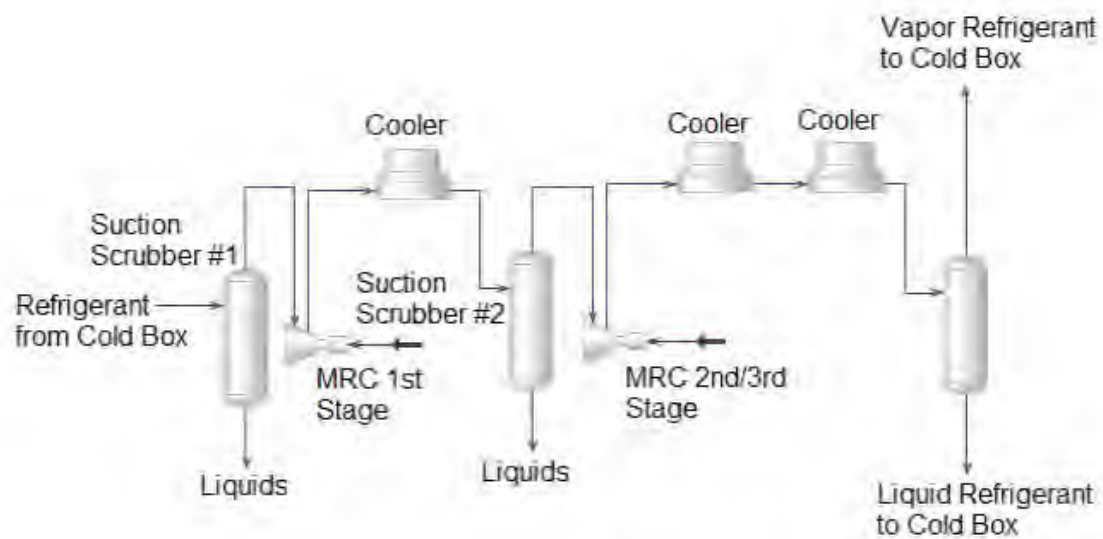 Vapor Refrigerant
to Cold Box
Cooler
Cooler
Cooler
Suction
Scrubber #1
Suction
Scrubber #2
Refrigerant
from Cold Box
MRC 1st
Stage
MRC 2nd/3rd
Stage
Liquids
Liquids
Liquid Refrigerant
to Cold Box